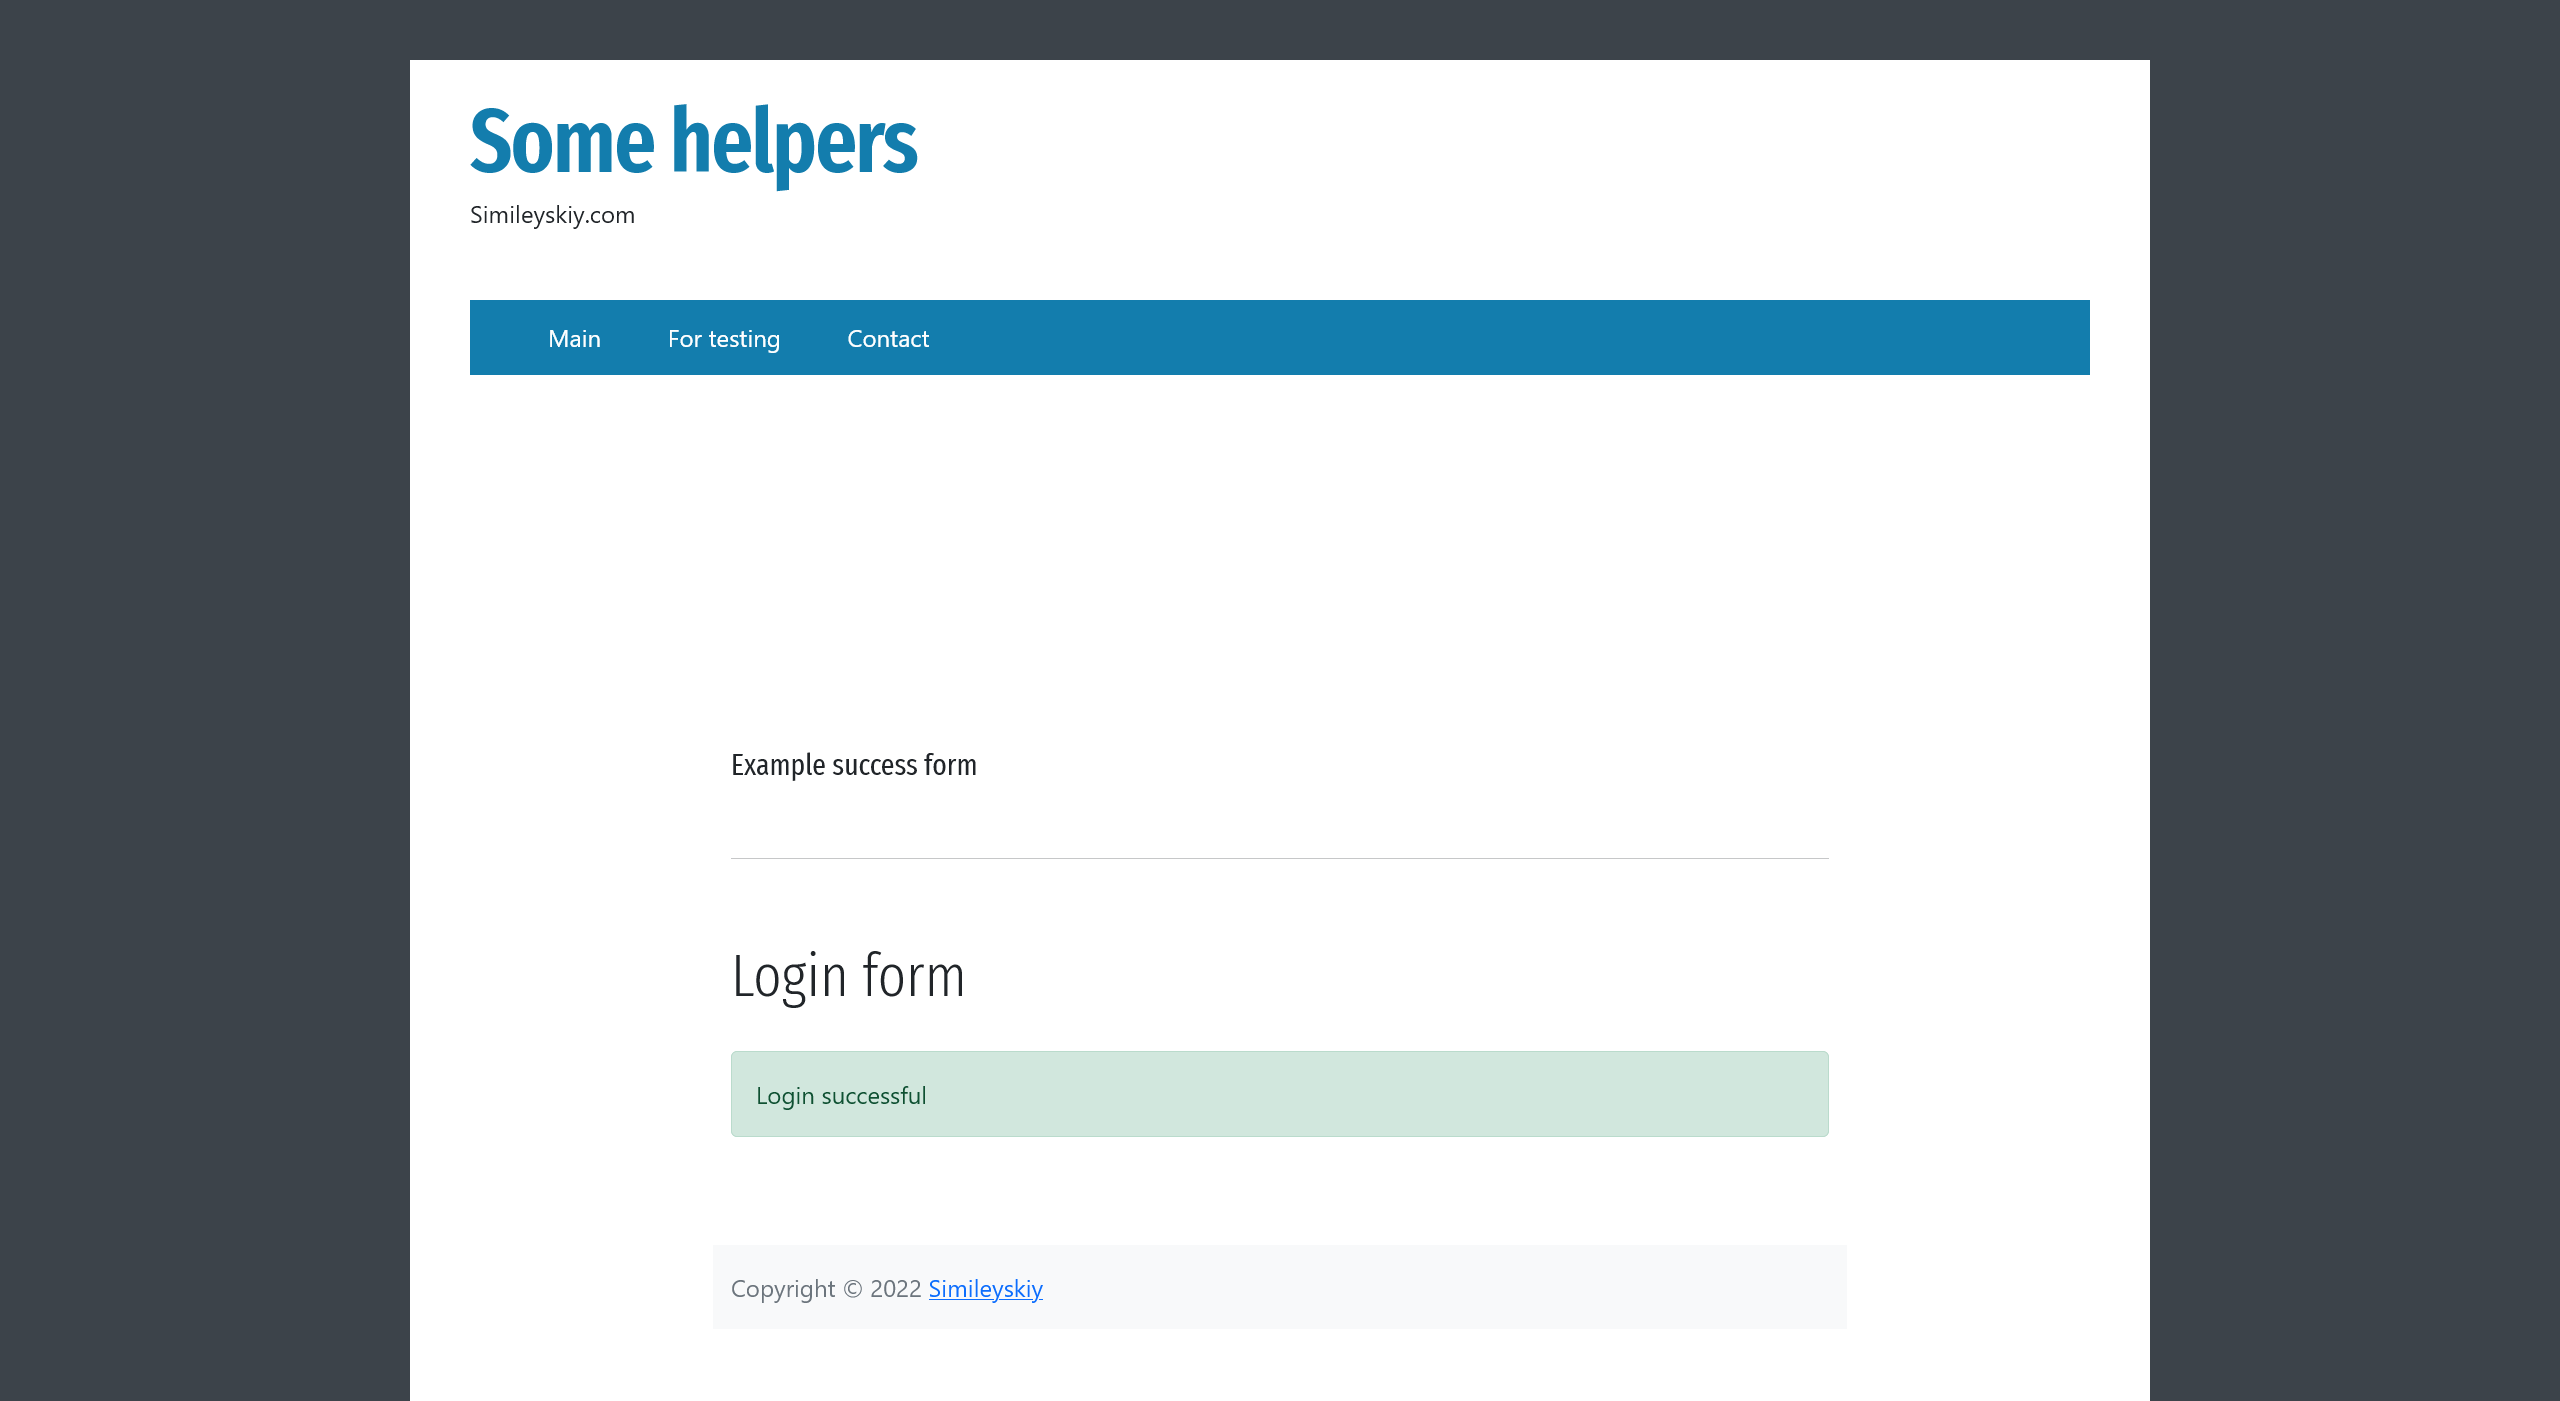 Some helpers
Simileyskiy.com
Main For testing Contact
Example success form
Login form
Login successful
Copyright © 2022 Simileyskiy